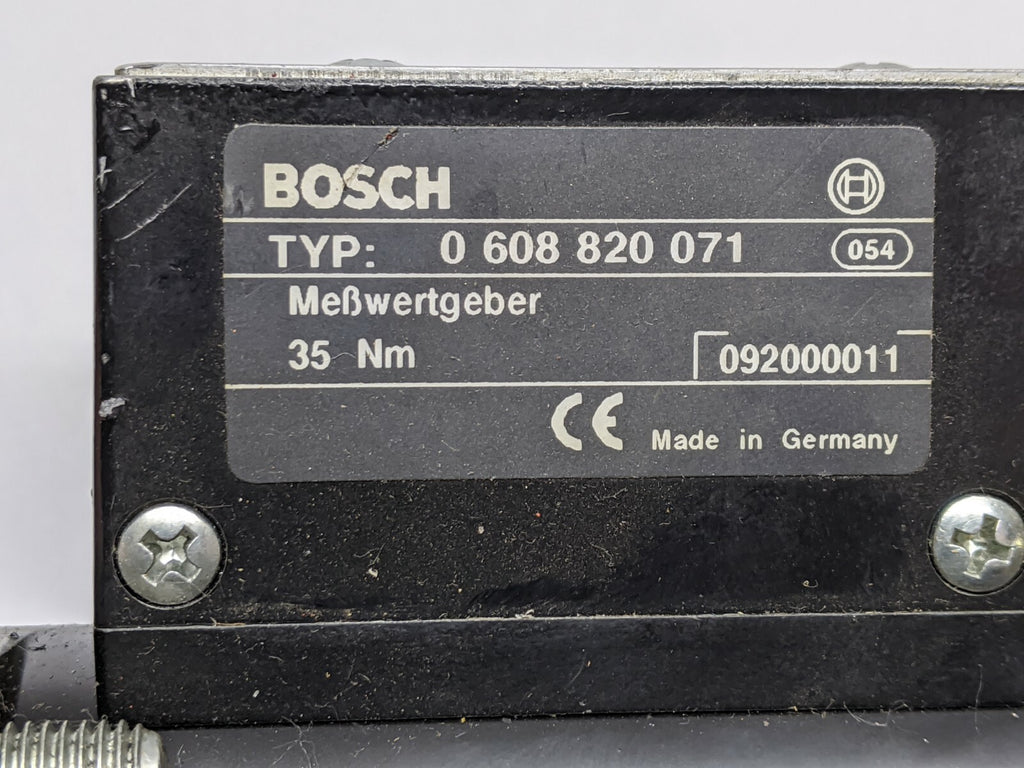 BOSCH
TYP: 0 608 820 071 054
Meßwertgeber
35 Nm 092000011
CE Made in Germany